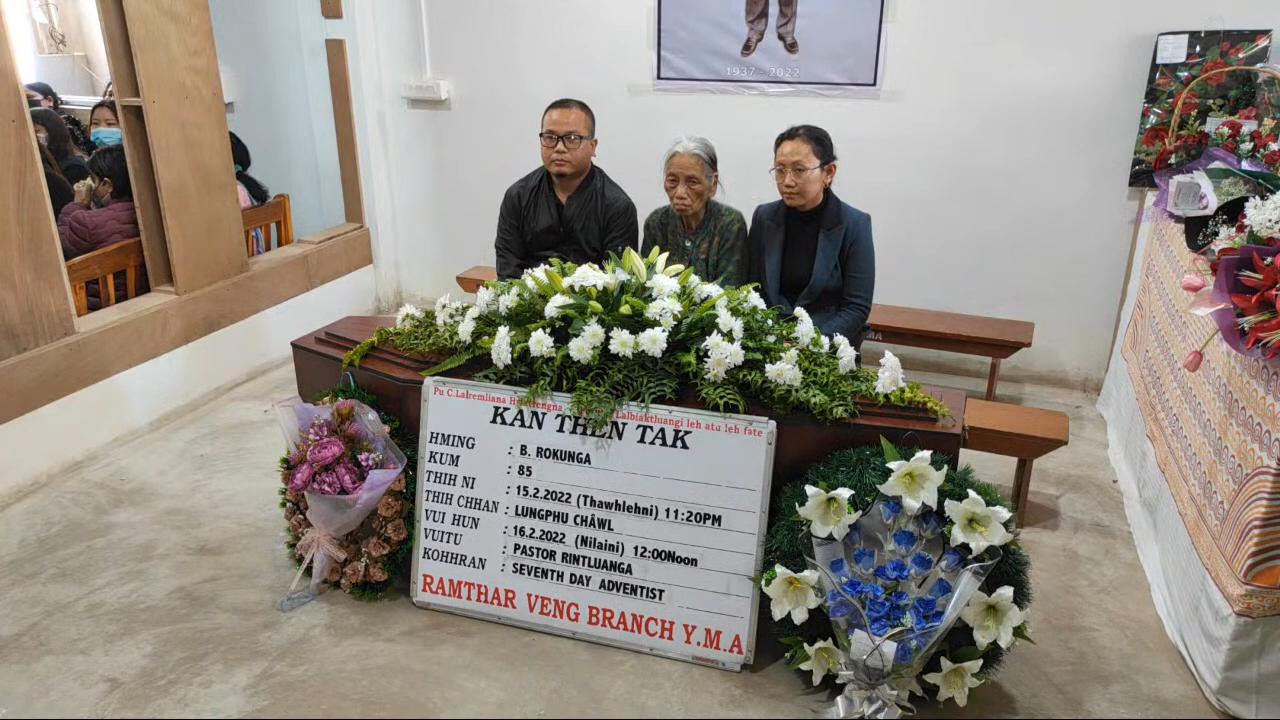 1937 - 2022
Pu C.Lalremliana leh atu leh fate
KAN THEN TAK
HMING : B. ROKUNGA
KUM : 85
THIH NI : 15.2.2022 (Thawhlehni) 11:20PM
THIH CHHAN : LUNGPHU CHÂWL
VUI HUN : 16.2.2022 (Nilaini) 12:00Noon
VUITU : PASTOR RINTLUANGA
KOHHRAN : SEVENTH DAY ADVENTIST
RAMTHAR VENG BRANCH Y.M.A